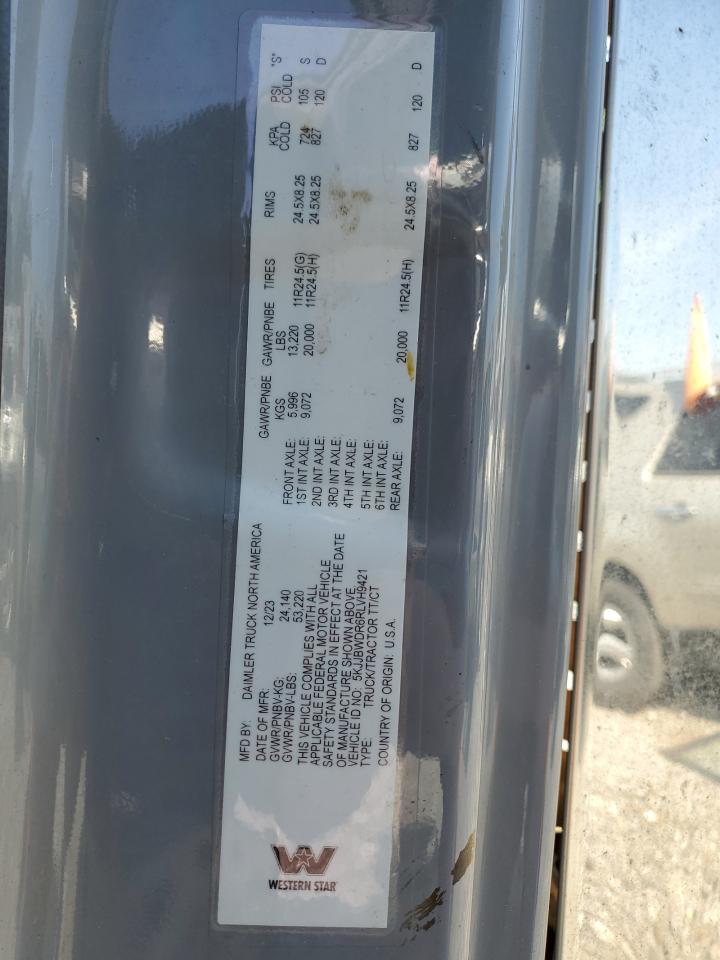 WESTERN STAR
MFD BY: DAIMLER TRUCK NORTH AMERICA
DATE OF MFR: 12/23
GVWR/PNBV-KG: 24,140
GVWR/PNBV-LBS: 53,220
THIS VEHICLE COMPLIES WITH ALL
APPLICABLE FEDERAL MOTOR VEHICLE
SAFETY STANDARDS IN EFFECT AT THE DATE
OF MANUFACTURE SHOWN ABOVE.
VEHICLE ID NO: 5KJJBWDR6RLVH9421
TYPE: TRUCK/TRACTOR TT/CT
COUNTRY OF ORIGIN: U.S.A.
GAWR/PNBE GAWR/PNBE TIRES RIMS KPA PSI "S"
KGS LBS COLD COLD
FRONT AXLE: 5,996 13,220 11R24.5(G) 24.5X8.25 724 105 S
1ST INT AXLE: 9,072 20,000 11R24.5(H) 24.5X8.25 827 120 D
2ND INT AXLE:
3RD INT AXLE:
4TH INT AXLE:
5TH INT AXLE:
6TH INT AXLE:
REAR AXLE: 9,072 20,000 11R24.5(H) 24.5X8.25 827 120 D